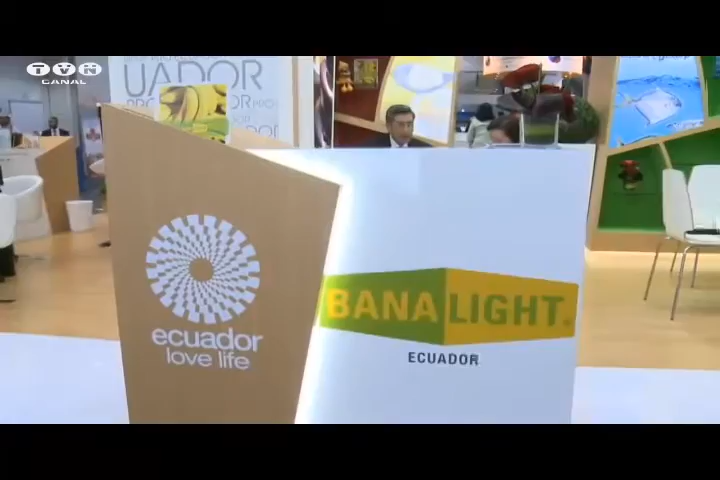 TVN
CANAL
UADOR
ecuador
love life
BANALIGHT
ECUADOR